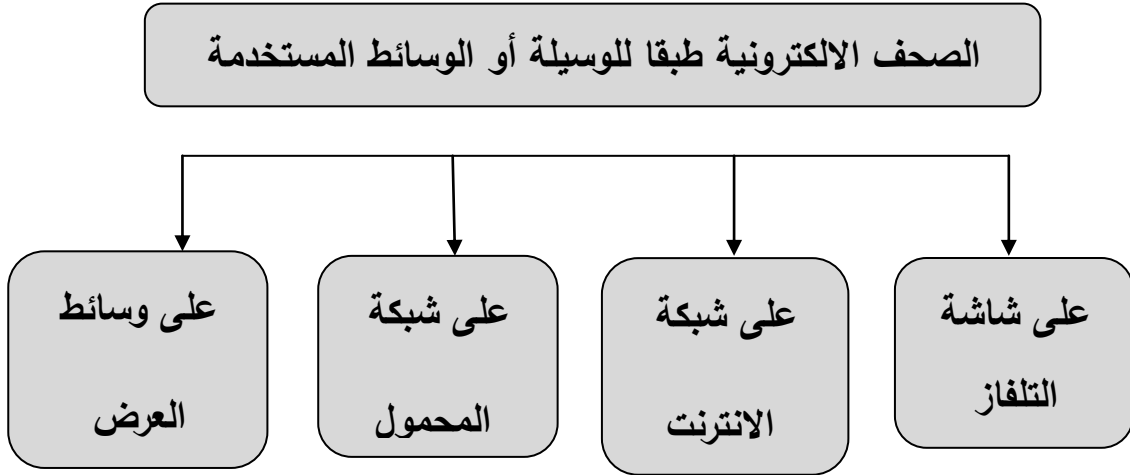 الصحف الالكترونية طبقا للوسيلة أو الوسائط المستخدمة
على شاشة
التلفاز
على شبكة
الانترنت
على شبكة
المحمول
على وسائط
العرض